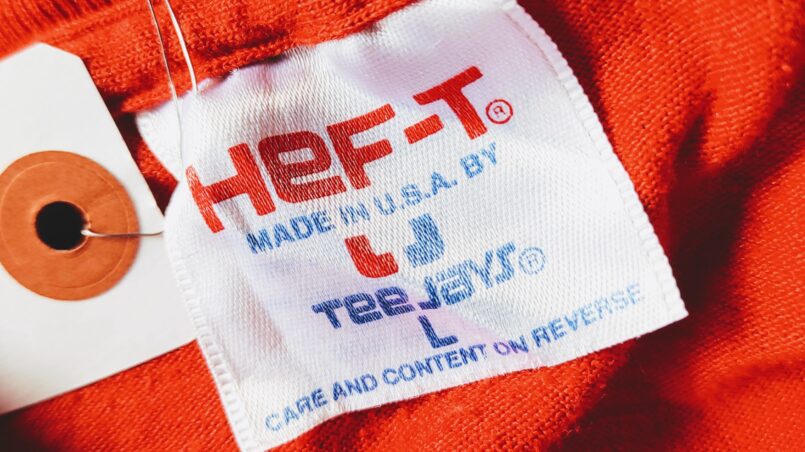 HeF-T®
MADE IN U.S.A. BY
Tee Jays®
L
CARE AND CONTENT ON REVERSE